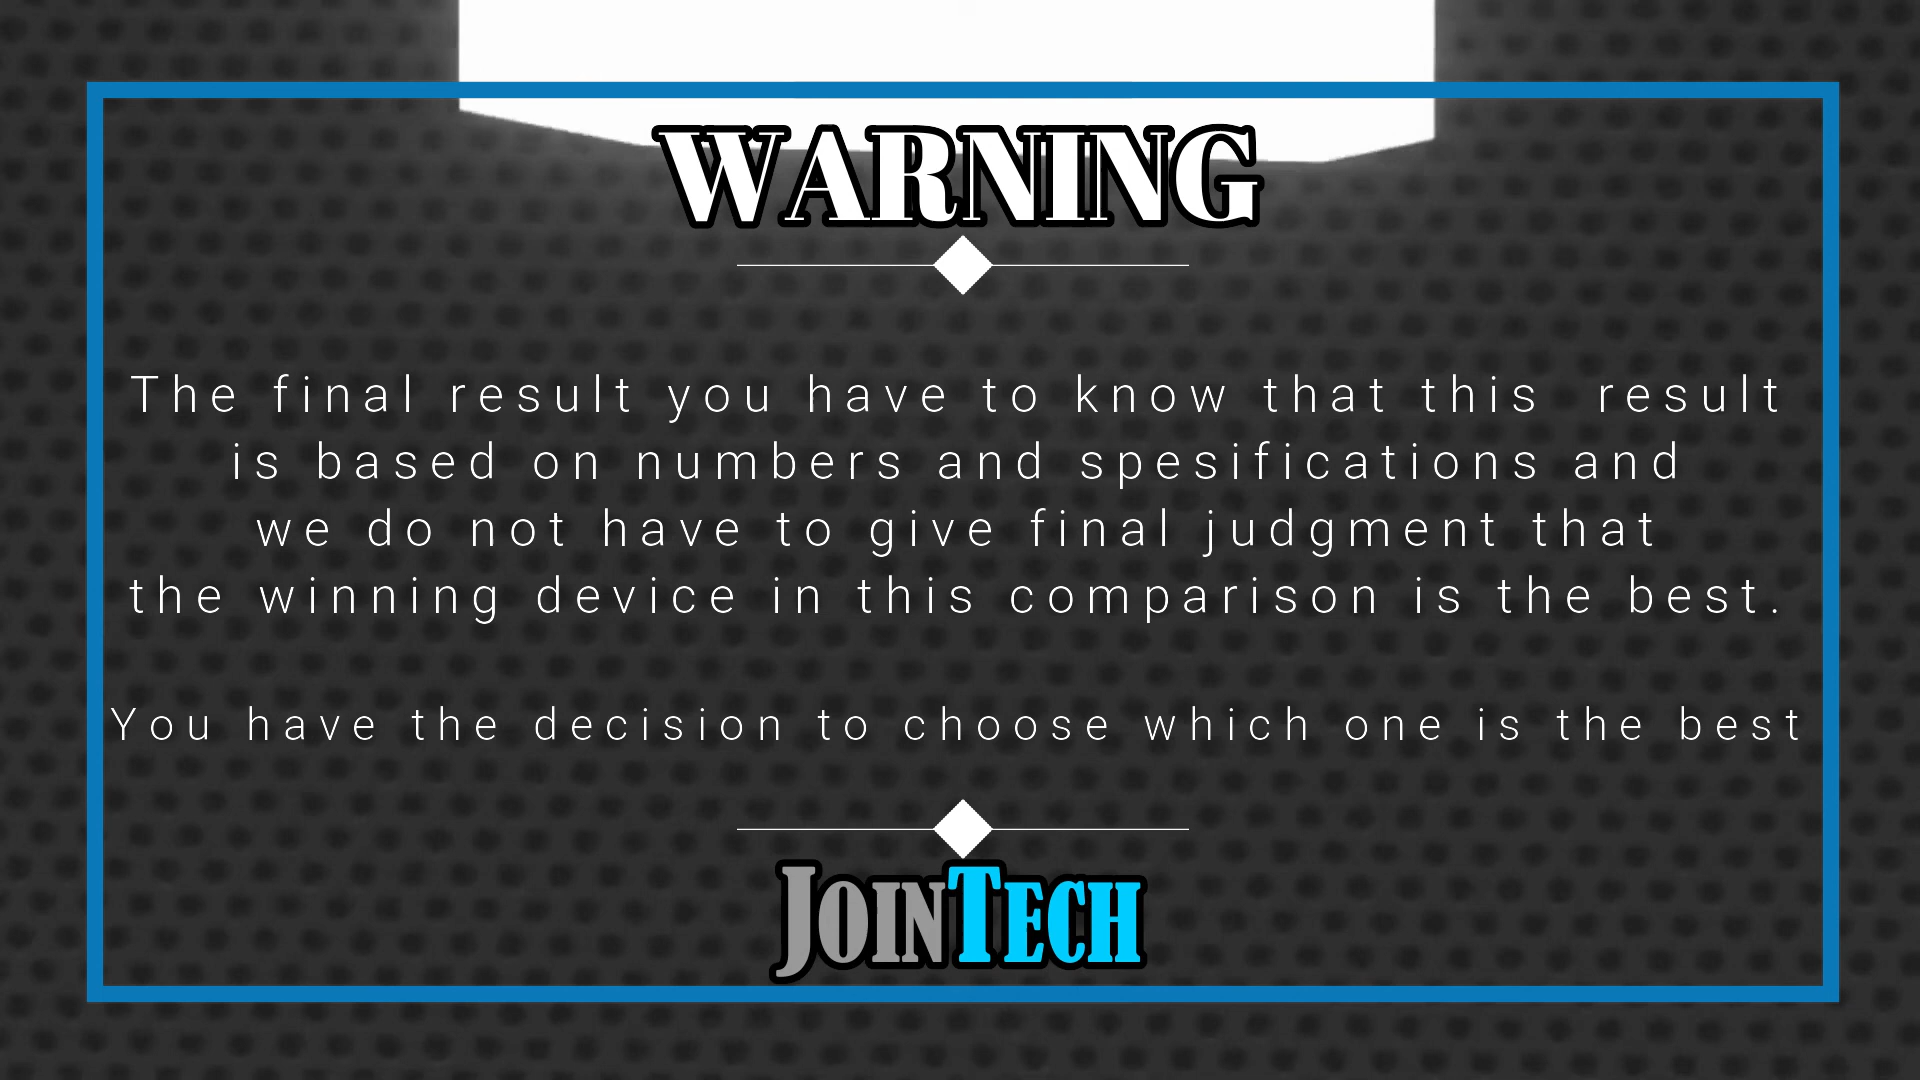 WARNING
The final result you have to know that this  result
is based on numbers and spesifications and
we do not have to give final judgment that
the winning device in this comparison is the best.
You have the decision to choose which one is the best
JOINTECH